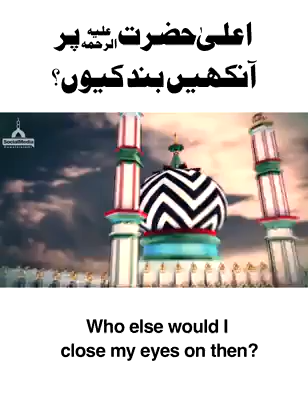 اعلیٰ حضرت علیہ الرحمہ پر
آنکھیں بند کیوں؟
Who else would I
close my eyes on then?